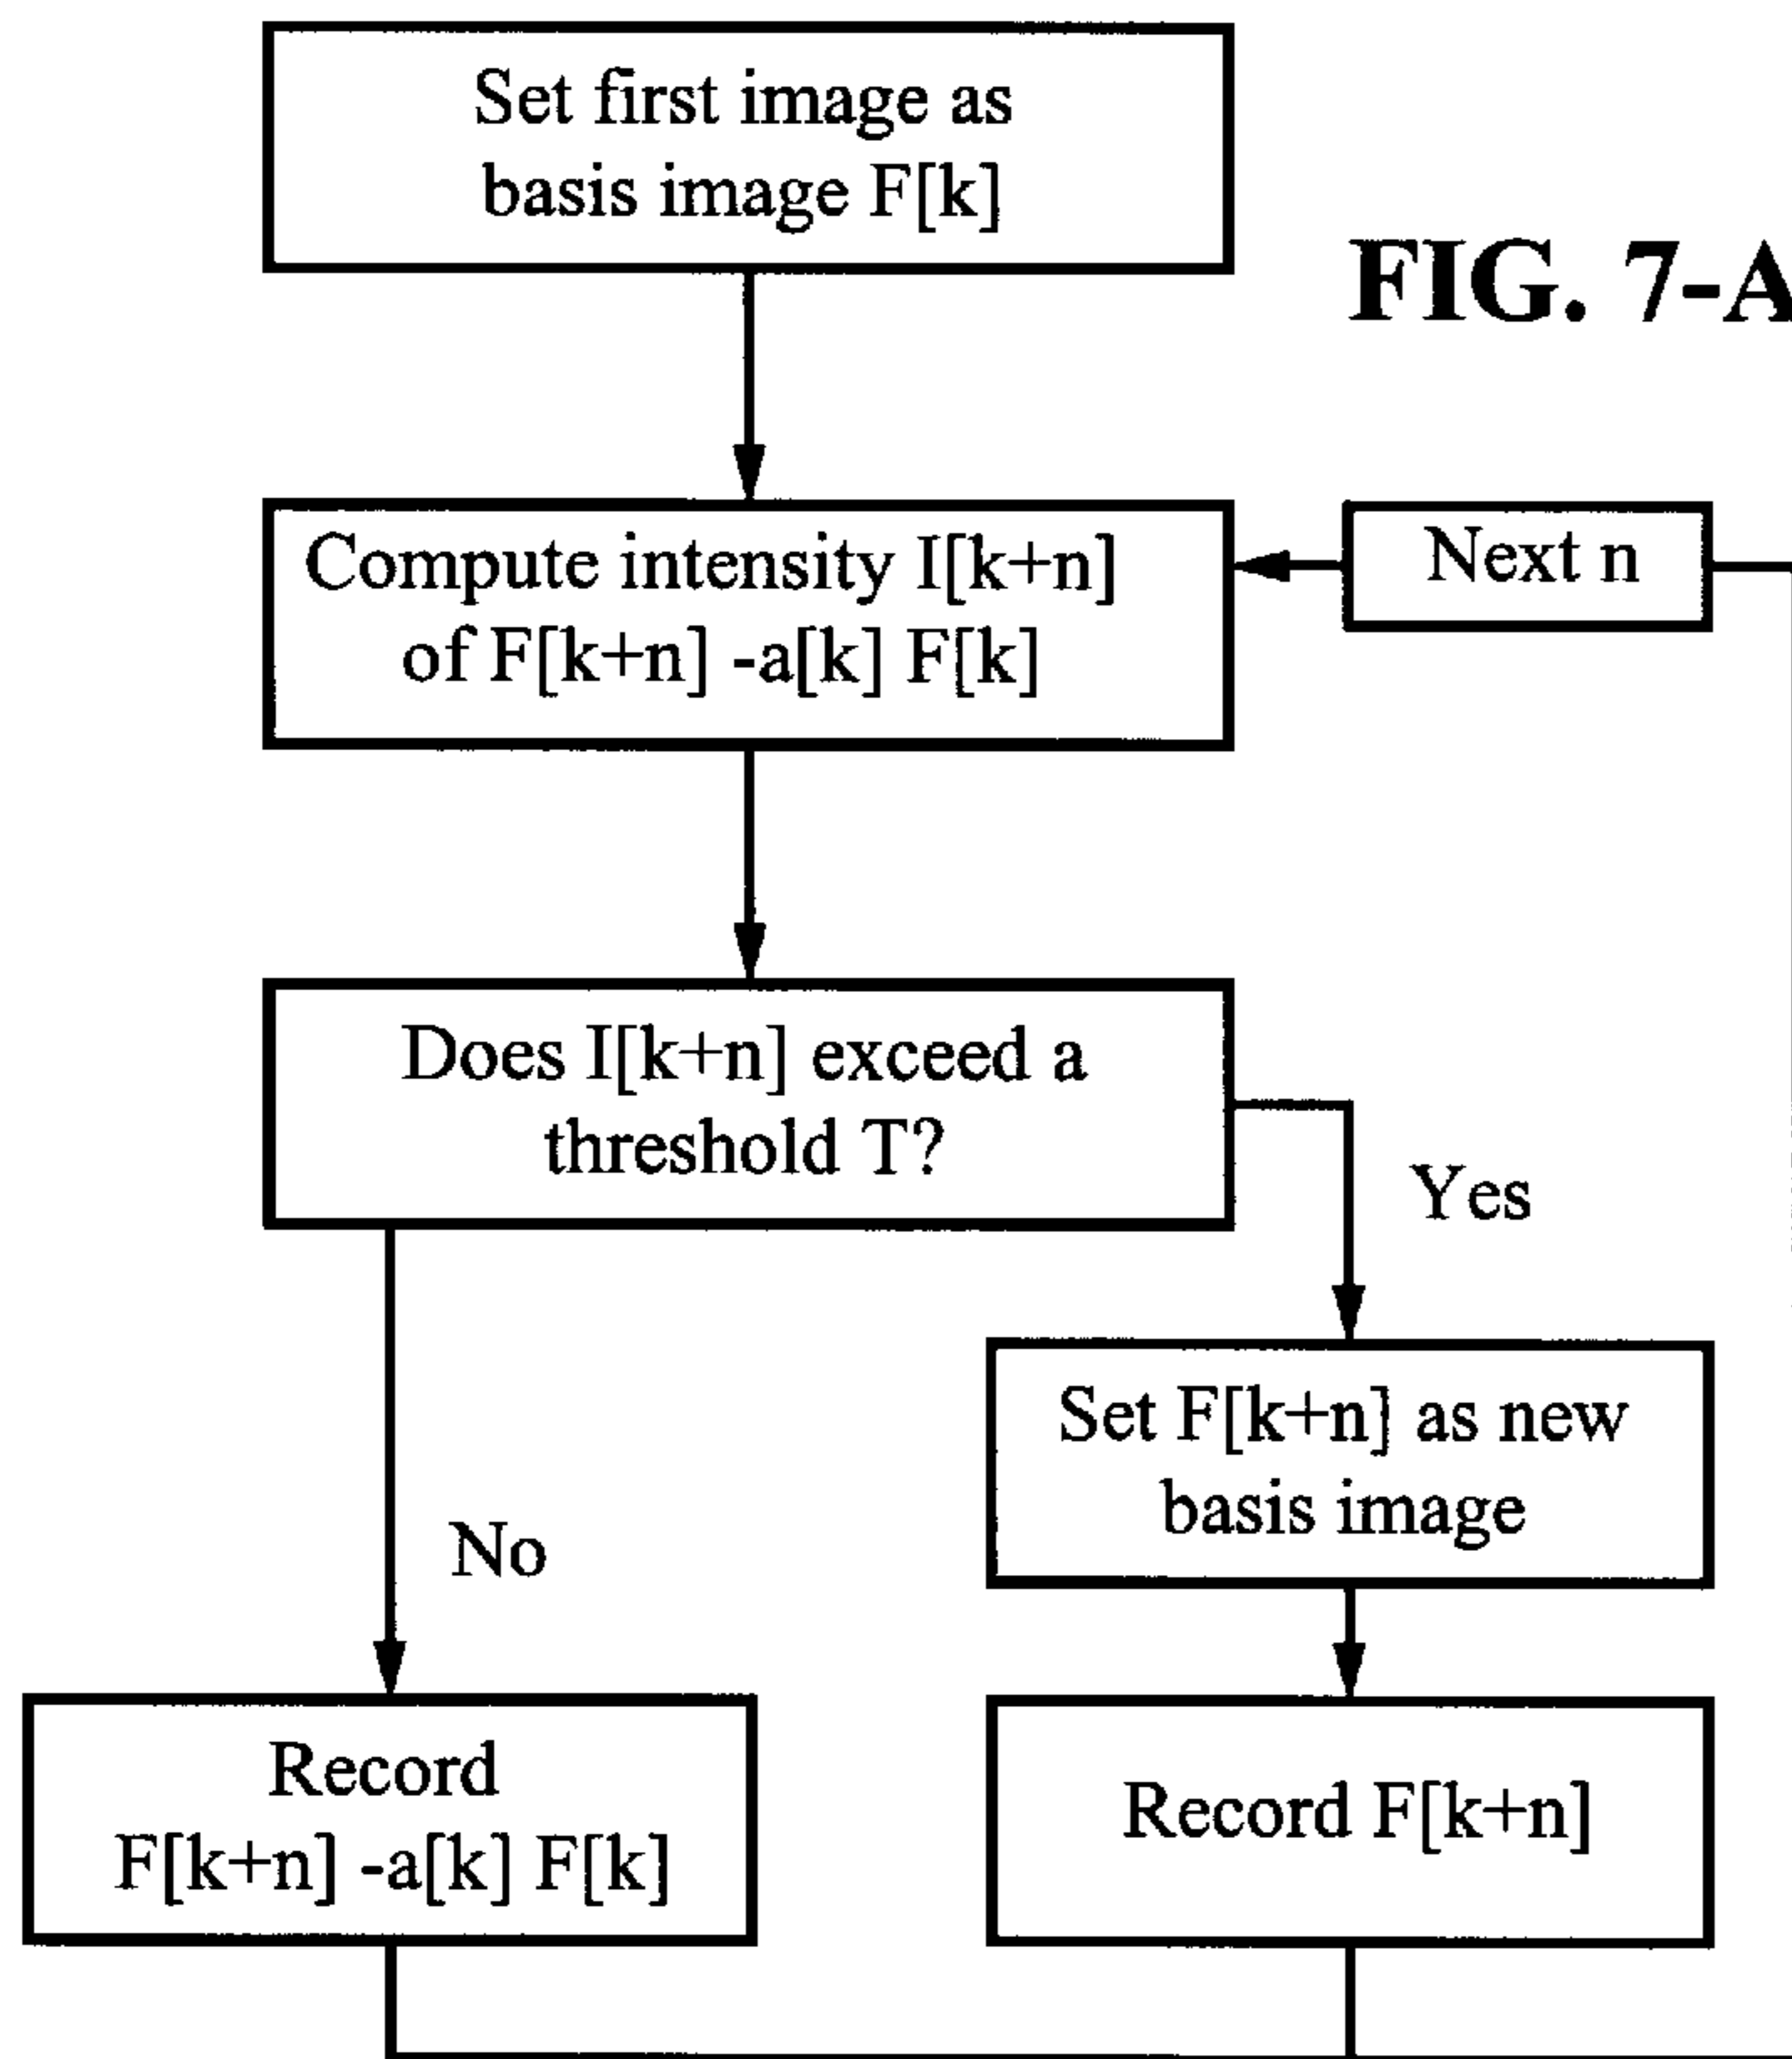 Set first image as
basis image F[k]
FIG. 7-A
Compute intensity I[k+n]
of F[k+n] -a[k] F[k]
Next n
Does I[k+n] exceed a
threshold T?
Yes
Set F[k+n] as new
basis image
No
Record
F[k+n] -a[k] F[k]
Record F[k+n]